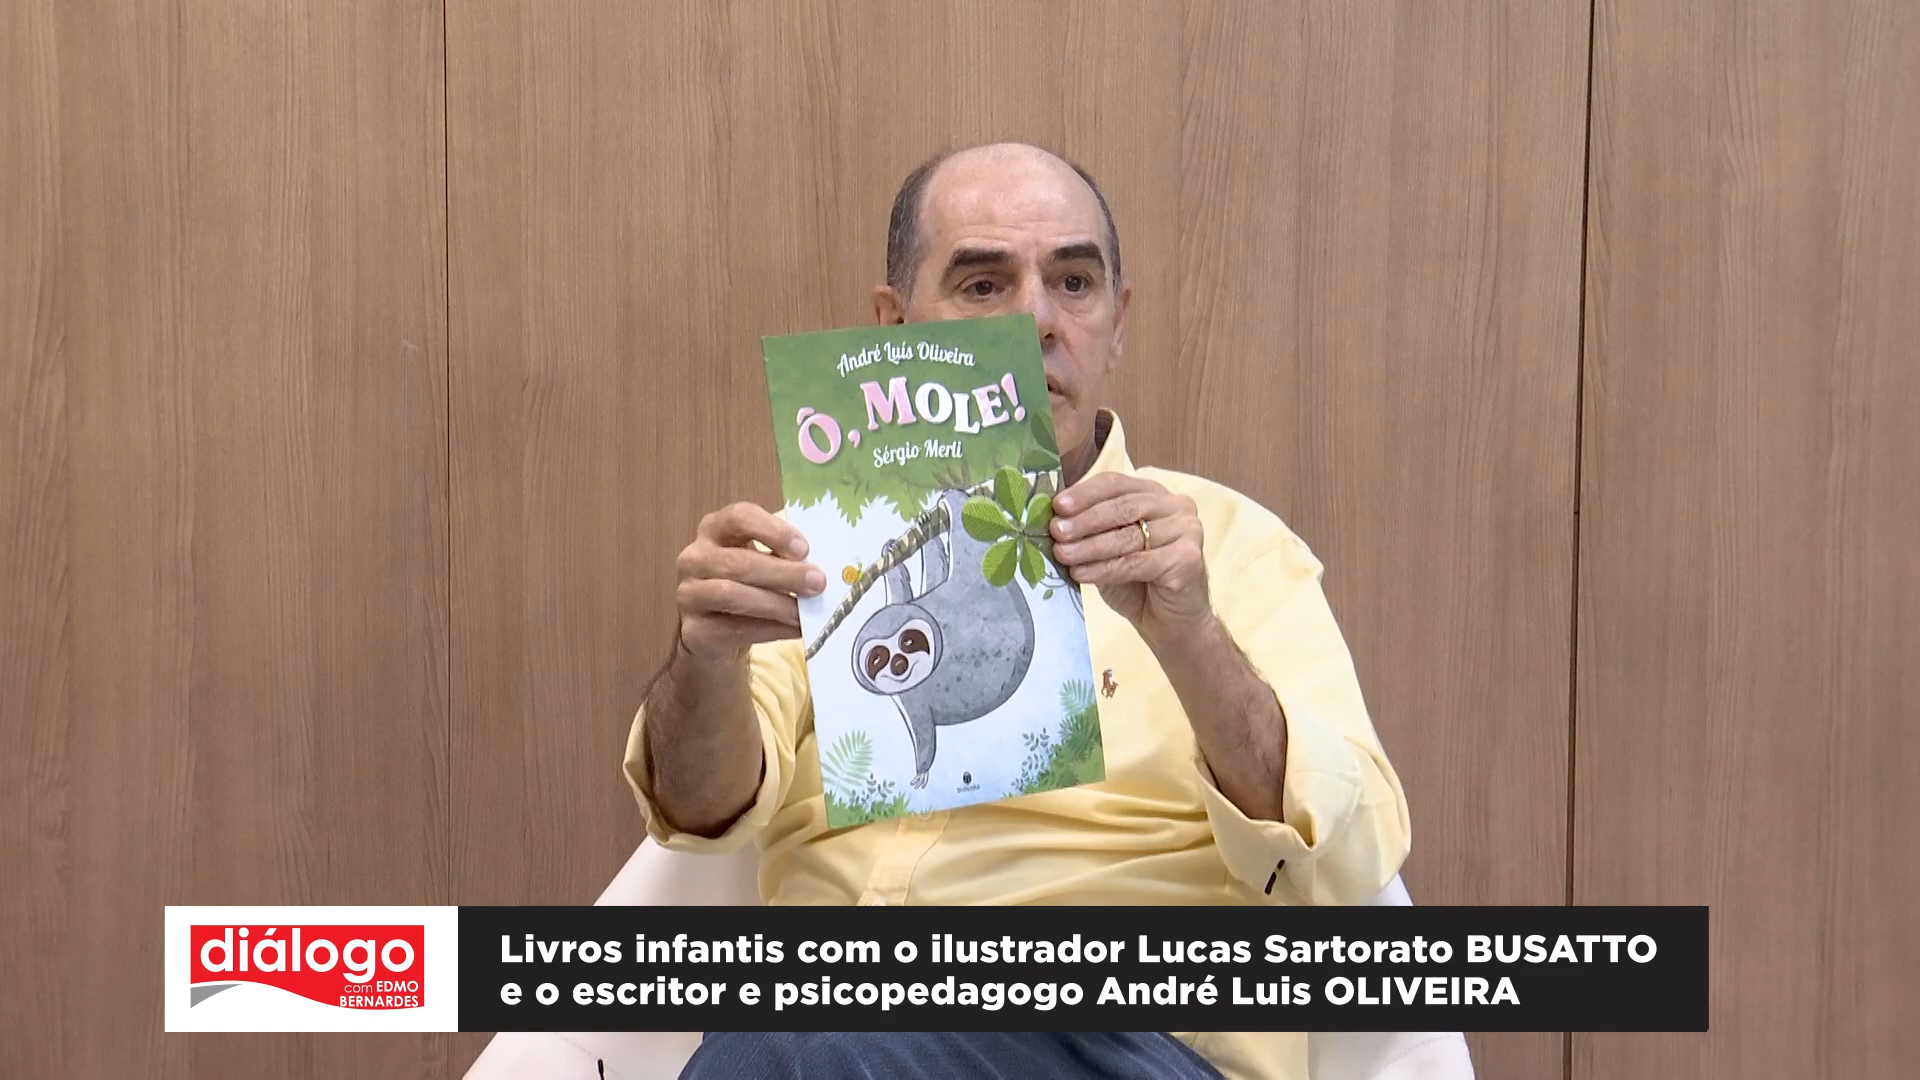 André Luís Oliveira
Ô, MOLE!
Sérgio Merli
diálogo
com EDMO
BERNARDES
Livros infantis com o ilustrador Lucas Sartorato BUSATTO
e o escritor e psicopedagogo André Luis OLIVEIRA